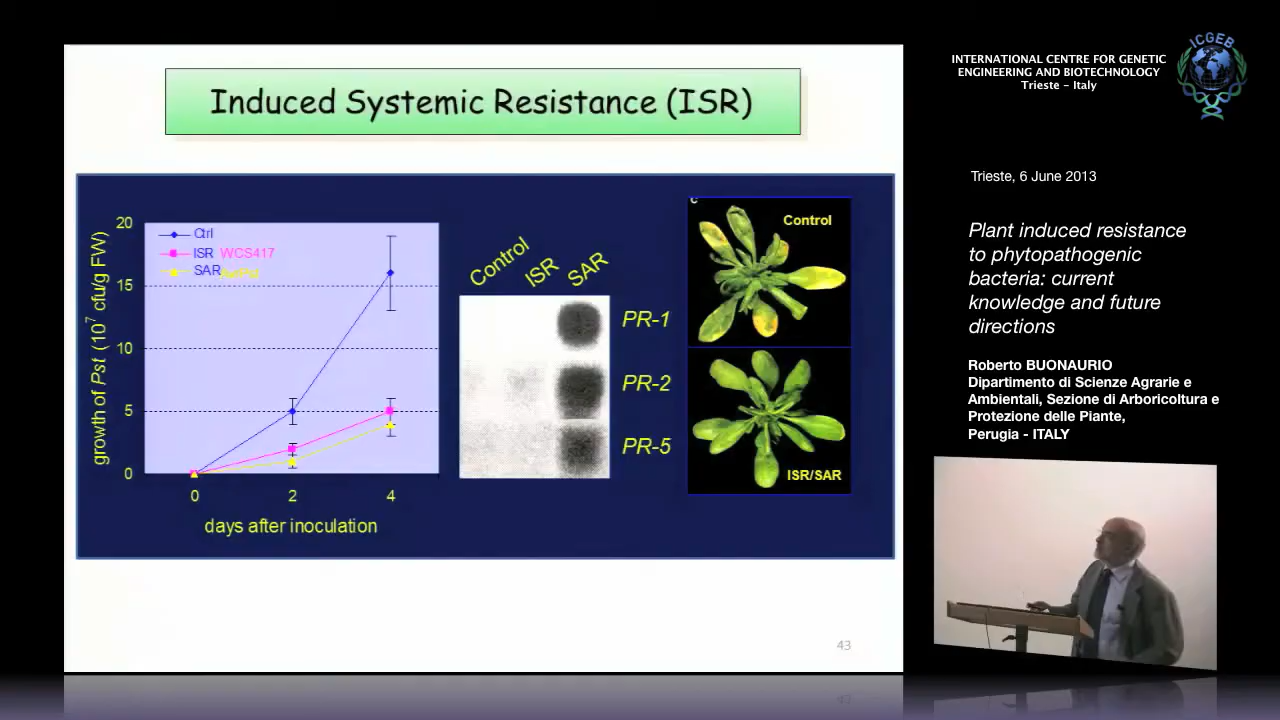 Induced Systemic Resistance (ISR)
growth of Pst (10⁷ cfu/g FW)
20
15
10
5
0
Ctrl
ISR WCS417
SAR
0
2
4
days after inoculation
Control
ISR
SAR
PR-1
PR-2
PR-5
C
Control
ISR/SAR
43
ICGEB
INTERNATIONAL CENTRE FOR GENETIC
ENGINEERING AND BIOTECHNOLOGY
Trieste - Italy
Trieste, 6 June 2013
Plant induced resistance
to phytopathogenic
bacteria: current
knowledge and future
directions
Roberto BUONAURIO
Dipartimento di Scienze Agrarie e
Ambientali, Sezione di Arboricoltura e
Protezione delle Piante,
Perugia - ITALY